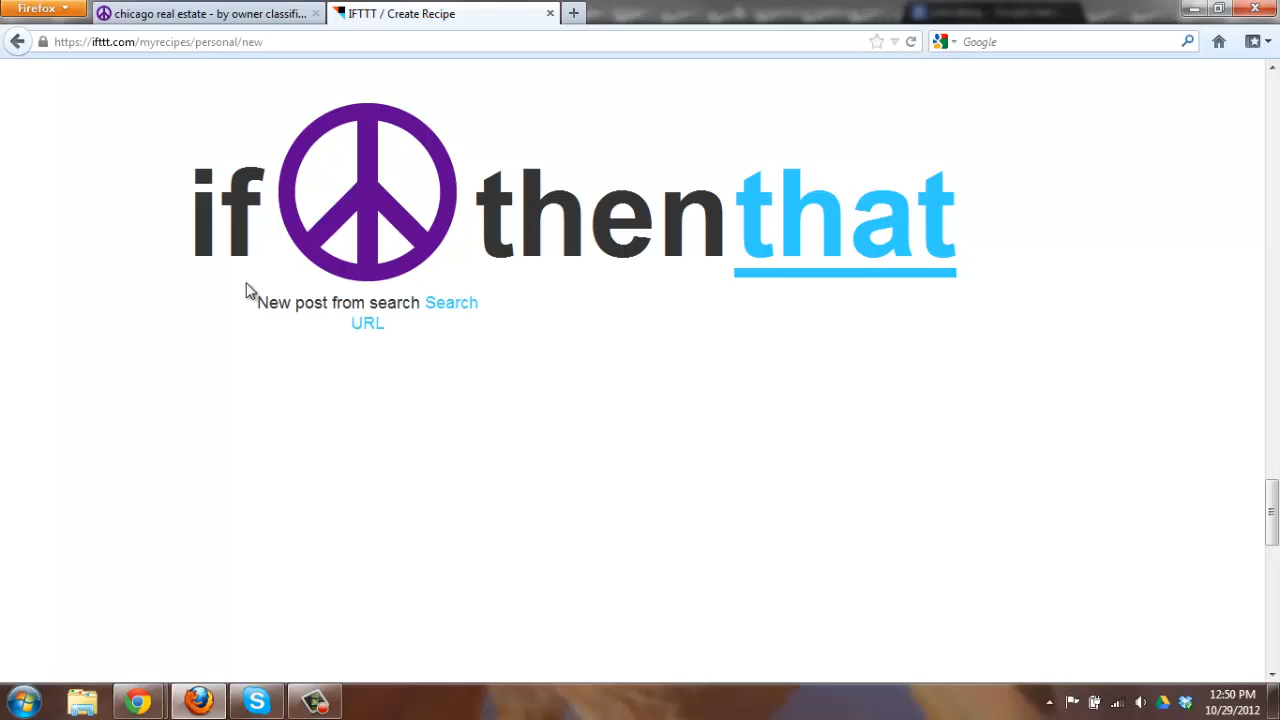 Firefox
chicago real estate - by owner classifi...
IFTTT / Create Recipe
https://ifttt.com/myrecipes/personal/new
Google
if then that
New post from search Search
URL
12:50 PM
10/29/2012